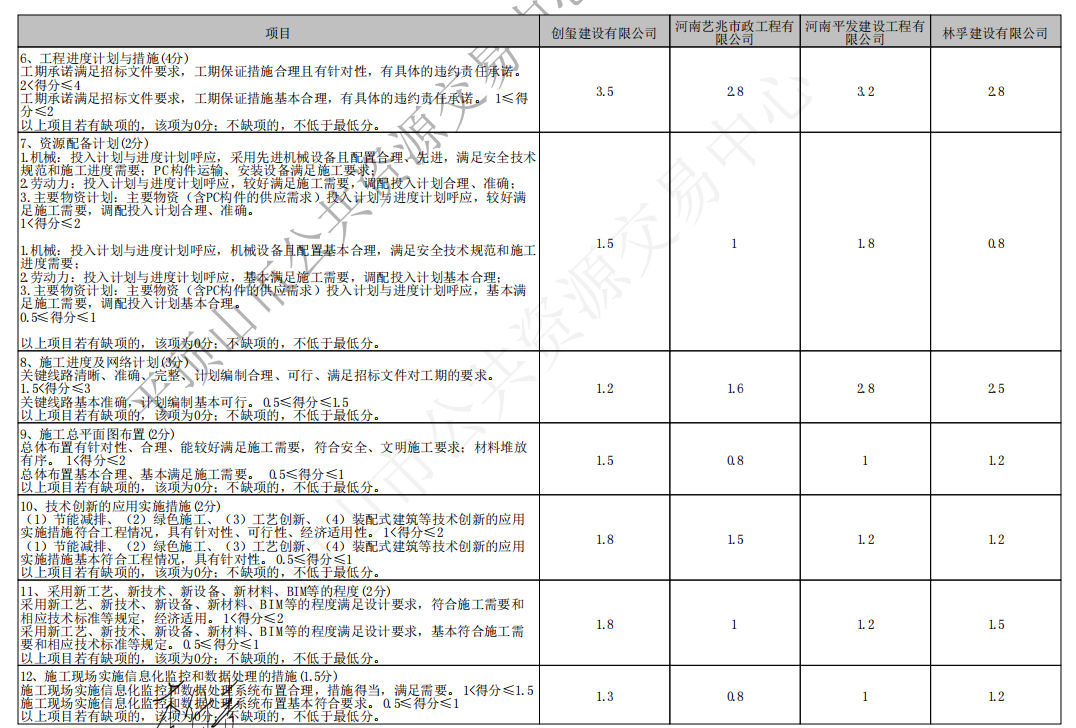 项目 创玺建设有限公司 河南艺兆市政工程有限公司 河南平发建设工程有限公司 林孚建设有限公司
6、工程进度计划与措施(4分)
工期承诺满足招标文件要求，工期保证措施合理且有针对性，有具体的违约责任承诺。
2<得分≤4
工期承诺满足招标文件要求，工期保证措施基本合理，有具体的违约责任承诺。 1≤得
分≤2
以上项目若有缺项的，该项为0分；不缺项的，不低于最低分。
3.5 2.8 3.2 2.8
7、资源配备计划(2分)
1.机械：投入计划与进度计划呼应，采用先进机械设备且配置合理、先进，满足安全技术
规范和施工进度需要；PC构件运输、安装设备满足施工要求；
2.劳动力：投入计划与进度计划呼应，较好满足施工需要，调配投入计划合理、准确；
3.主要物资计划：主要物资（含PC构件的供应需求）投入计划与进度计划呼应，较好满
足施工需要，调配投入计划合理、准确。
1<得分≤2
1.机械：投入计划与进度计划呼应，机械设备且配置基本合理，满足安全技术规范和施工
进度需要；
2.劳动力：投入计划与进度计划呼应，基本满足施工需要，调配投入计划基本合理；
3.主要物资计划：主要物资（含PC构件的供应需求）投入计划与进度计划呼应，基本满
足施工需要，调配投入计划基本合理。
0.5≤得分≤1
以上项目若有缺项的，该项为0分；不缺项的，不低于最低分。
1.5 1 1.8 0.8
8、施工进度及网络计划(3分)
关键线路清晰、准确、完整、计划编制合理、可行、满足招标文件对工期的要求。
1.5<得分≤3
关键线路基本准确，计划编制基本可行。 0.5≤得分≤1.5
以上项目若有缺项的，该项为0分；不缺项的，不低于最低分。
1.2 1.6 2.8 2.5
9、施工总平面图布置(2分)
总体布置有针对性、合理、能较好满足施工需要，符合安全、文明施工要求；材料堆放
有序。 1<得分≤2
总体布置基本合理、基本满足施工需要。 0.5≤得分≤1
以上项目若有缺项的，该项为0分；不缺项的，不低于最低分。
1.5 0.8 1 1.2
10、技术创新的应用实施措施(2分)
（1）节能减排、（2）绿色施工、（3）工艺创新、（4）装配式建筑等技术创新的应用
实施措施符合工程情况，具有针对性、可行性、经济适用性。 1<得分≤2
（1）节能减排、（2）绿色施工、（3）工艺创新、（4）装配式建筑等技术创新的应用
实施措施基本符合工程情况，具有针对性。 0.5≤得分≤1
以上项目若有缺项的，该项为0分；不缺项的，不低于最低分。
1.8 1.5 1.2 1.2
11、采用新工艺、新技术、新设备、新材料、BIM等的程度(2分)
采用新工艺、新技术、新设备、新材料、BIM等的程度满足设计要求，符合施工需要和
相应技术标准等规定，经济适用。 1<得分≤2
采用新工艺、新技术、新设备、新材料、BIM等的程度满足设计要求，基本符合施工需
要和相应技术标准等规定。 0.5≤得分≤1
以上项目若有缺项的，该项为0分；不缺项的，不低于最低分。
1.8 1 1.2 1.5
12、施工现场实施信息化监控和数据处理的措施(1.5分)
施工现场实施信息化监控和数据处理系统布置合理，措施得当，满足需要。 1<得分≤1.5
施工现场实施信息化监控和数据处理系统布置基本符合要求。 0.5≤得分≤1
以上项目若有缺项的，该项为0分；不缺项的，不低于最低分。
1.3 0.8 1 1.2
平顶山市公共资源交易中心
山市公共资源交易中心